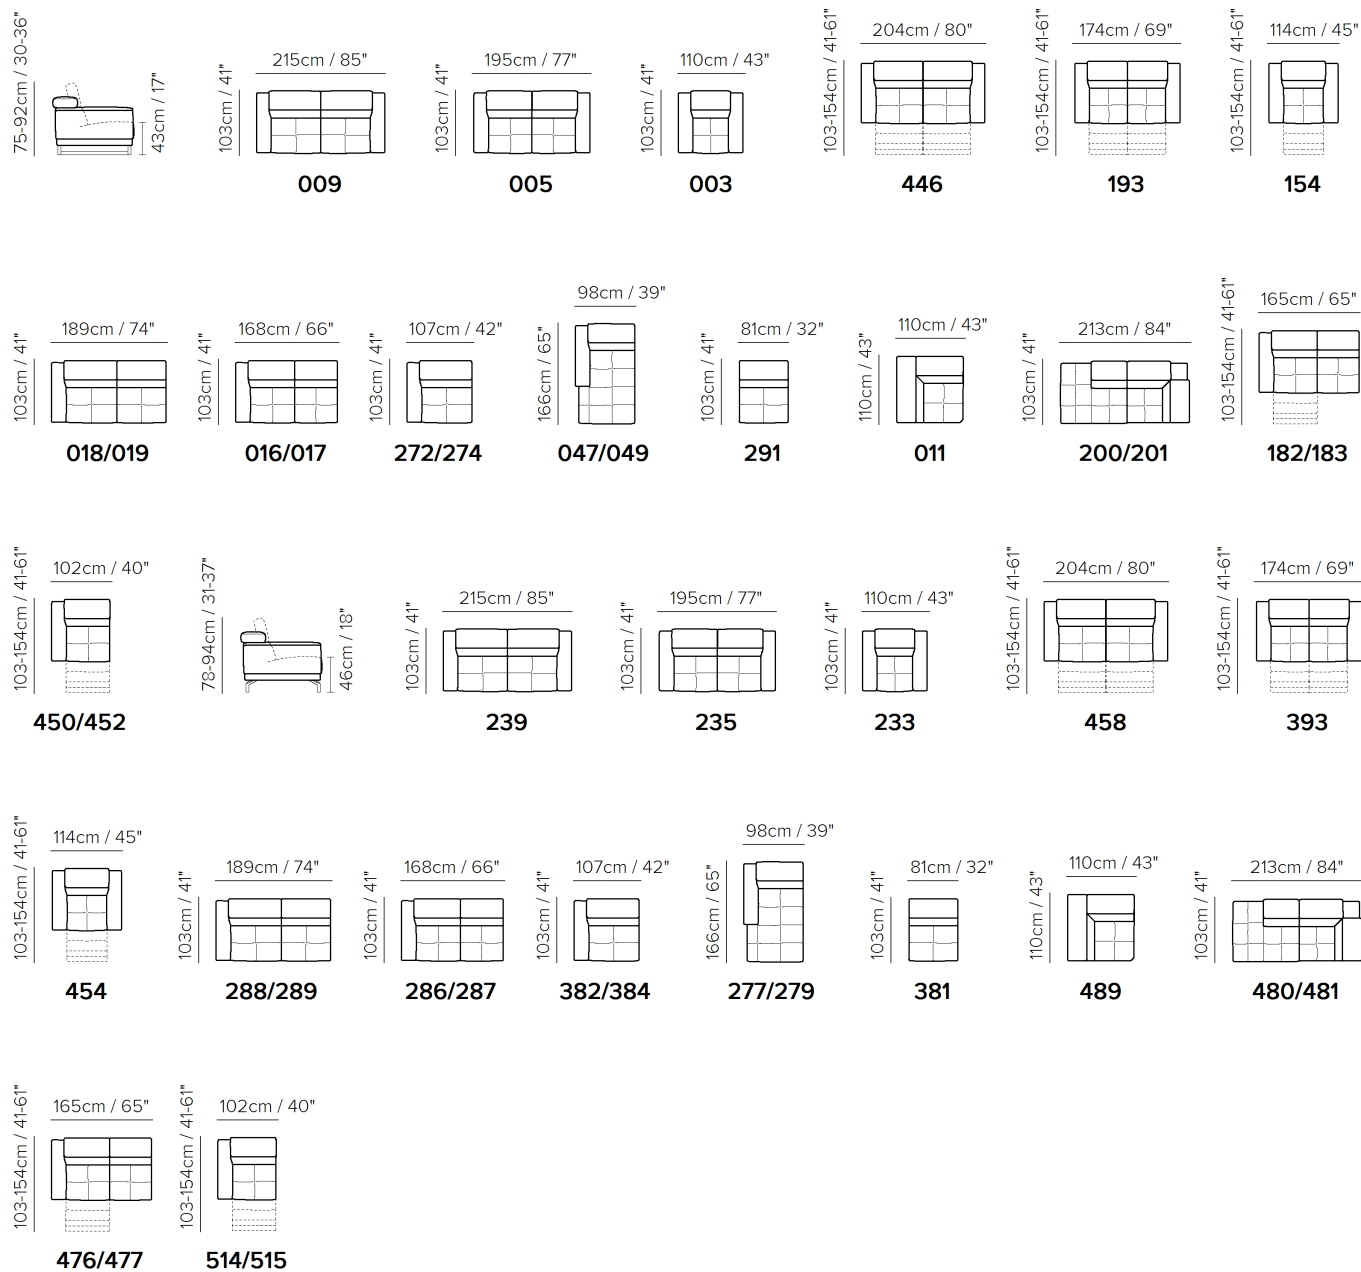 75-92cm / 30-36"
43cm / 17"
215cm / 85"
103cm / 41"
009
195cm / 77"
103cm / 41"
005
110cm / 43"
103cm / 41"
003
204cm / 80"
103-154cm / 41-61"
446
174cm / 69"
103-154cm / 41-61"
193
114cm / 45"
103-154cm / 41-61"
154
189cm / 74"
103cm / 41"
018/019
168cm / 66"
103cm / 41"
016/017
107cm / 42"
103cm / 41"
272/274
98cm / 39"
166cm / 65"
047/049
81cm / 32"
103cm / 41"
291
110cm / 43"
110cm / 43"
011
213cm / 84"
103cm / 41"
200/201
165cm / 65"
103-154cm / 41-61"
182/183
102cm / 40"
103-154cm / 41-61"
450/452
78-94cm / 31-37"
46cm / 18"
215cm / 85"
103cm / 41"
239
195cm / 77"
103cm / 41"
235
110cm / 43"
103cm / 41"
233
204cm / 80"
103-154cm / 41-61"
458
174cm / 69"
103-154cm / 41-61"
393
114cm / 45"
103-154cm / 41-61"
454
189cm / 74"
103cm / 41"
288/289
168cm / 66"
103cm / 41"
286/287
107cm / 42"
103cm / 41"
382/384
98cm / 39"
166cm / 65"
277/279
81cm / 32"
103cm / 41"
381
110cm / 43"
110cm / 43"
489
213cm / 84"
103cm / 41"
480/481
165cm / 65"
103-154cm / 41-61"
476/477
102cm / 40"
103-154cm / 41-61"
514/515